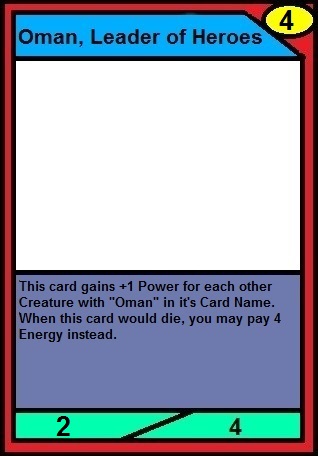 4
Oman, Leader of Heroes
This card gains +1 Power for each other
Creature with "Oman" in it's Card Name.
When this card would die, you may pay 4
Energy instead.
2
4